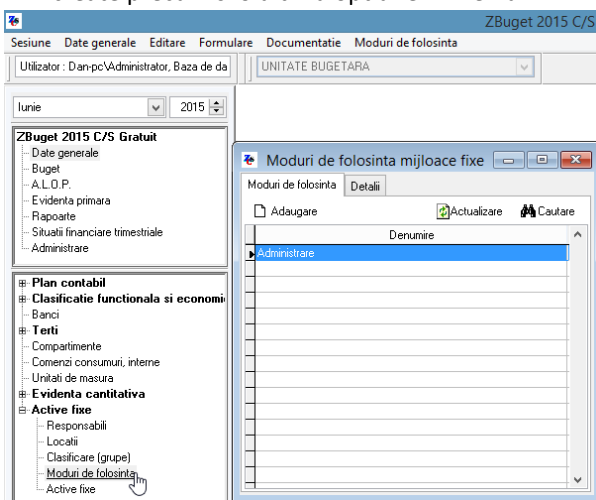 ZBuget 2015 C/S
Sesiune Date generale Editare Formulare Documentatie Moduri de folosinta
Utilizator : Dan-pc\Administrator, Baza de da
UNITATE BUGETARA
Iunie 2015
ZBuget 2015 C/S Gratuit
Date generale
Buget
A.L.O.P.
Evidenta primara
Rapoarte
Situatii financiare trimestriale
Administrare
Plan contabil
Clasificatie functionala si economi
Banci
Terti
Compartimente
Comenzi consumuri, interne
Unitati de masura
Evidenta cantitativa
Active fixe
Responsabili
Locatii
Clasificare (grupe)
Moduri de folosinta
Active fixe
Moduri de folosinta mijloace fixe
Moduri de folosinta Detalii
Adaugare Actualizare Cautare
Denumire
Administrare